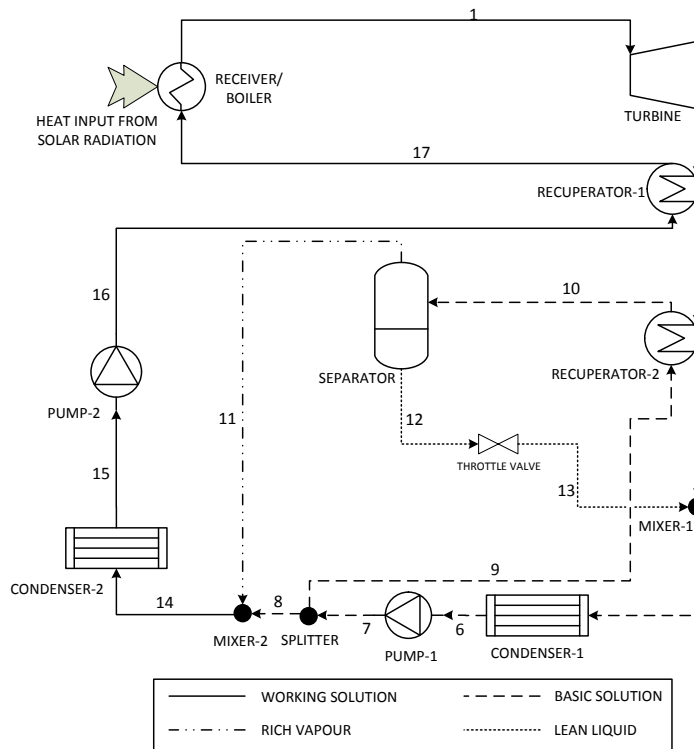 1
RECEIVER/
BOILER
HEAT INPUT FROM
SOLAR RADIATION
TURBINE
17
RECUPERATOR-1
16
10
SEPARATOR
RECUPERATOR-2
PUMP-2
11
12
THROTTLE VALVE
15
13
MIXER-1
CONDENSER-2
9
14
8
MIXER-2
SPLITTER
7
PUMP-1
6
CONDENSER-1
WORKING SOLUTION
BASIC SOLUTION
RICH VAPOUR
LEAN LIQUID